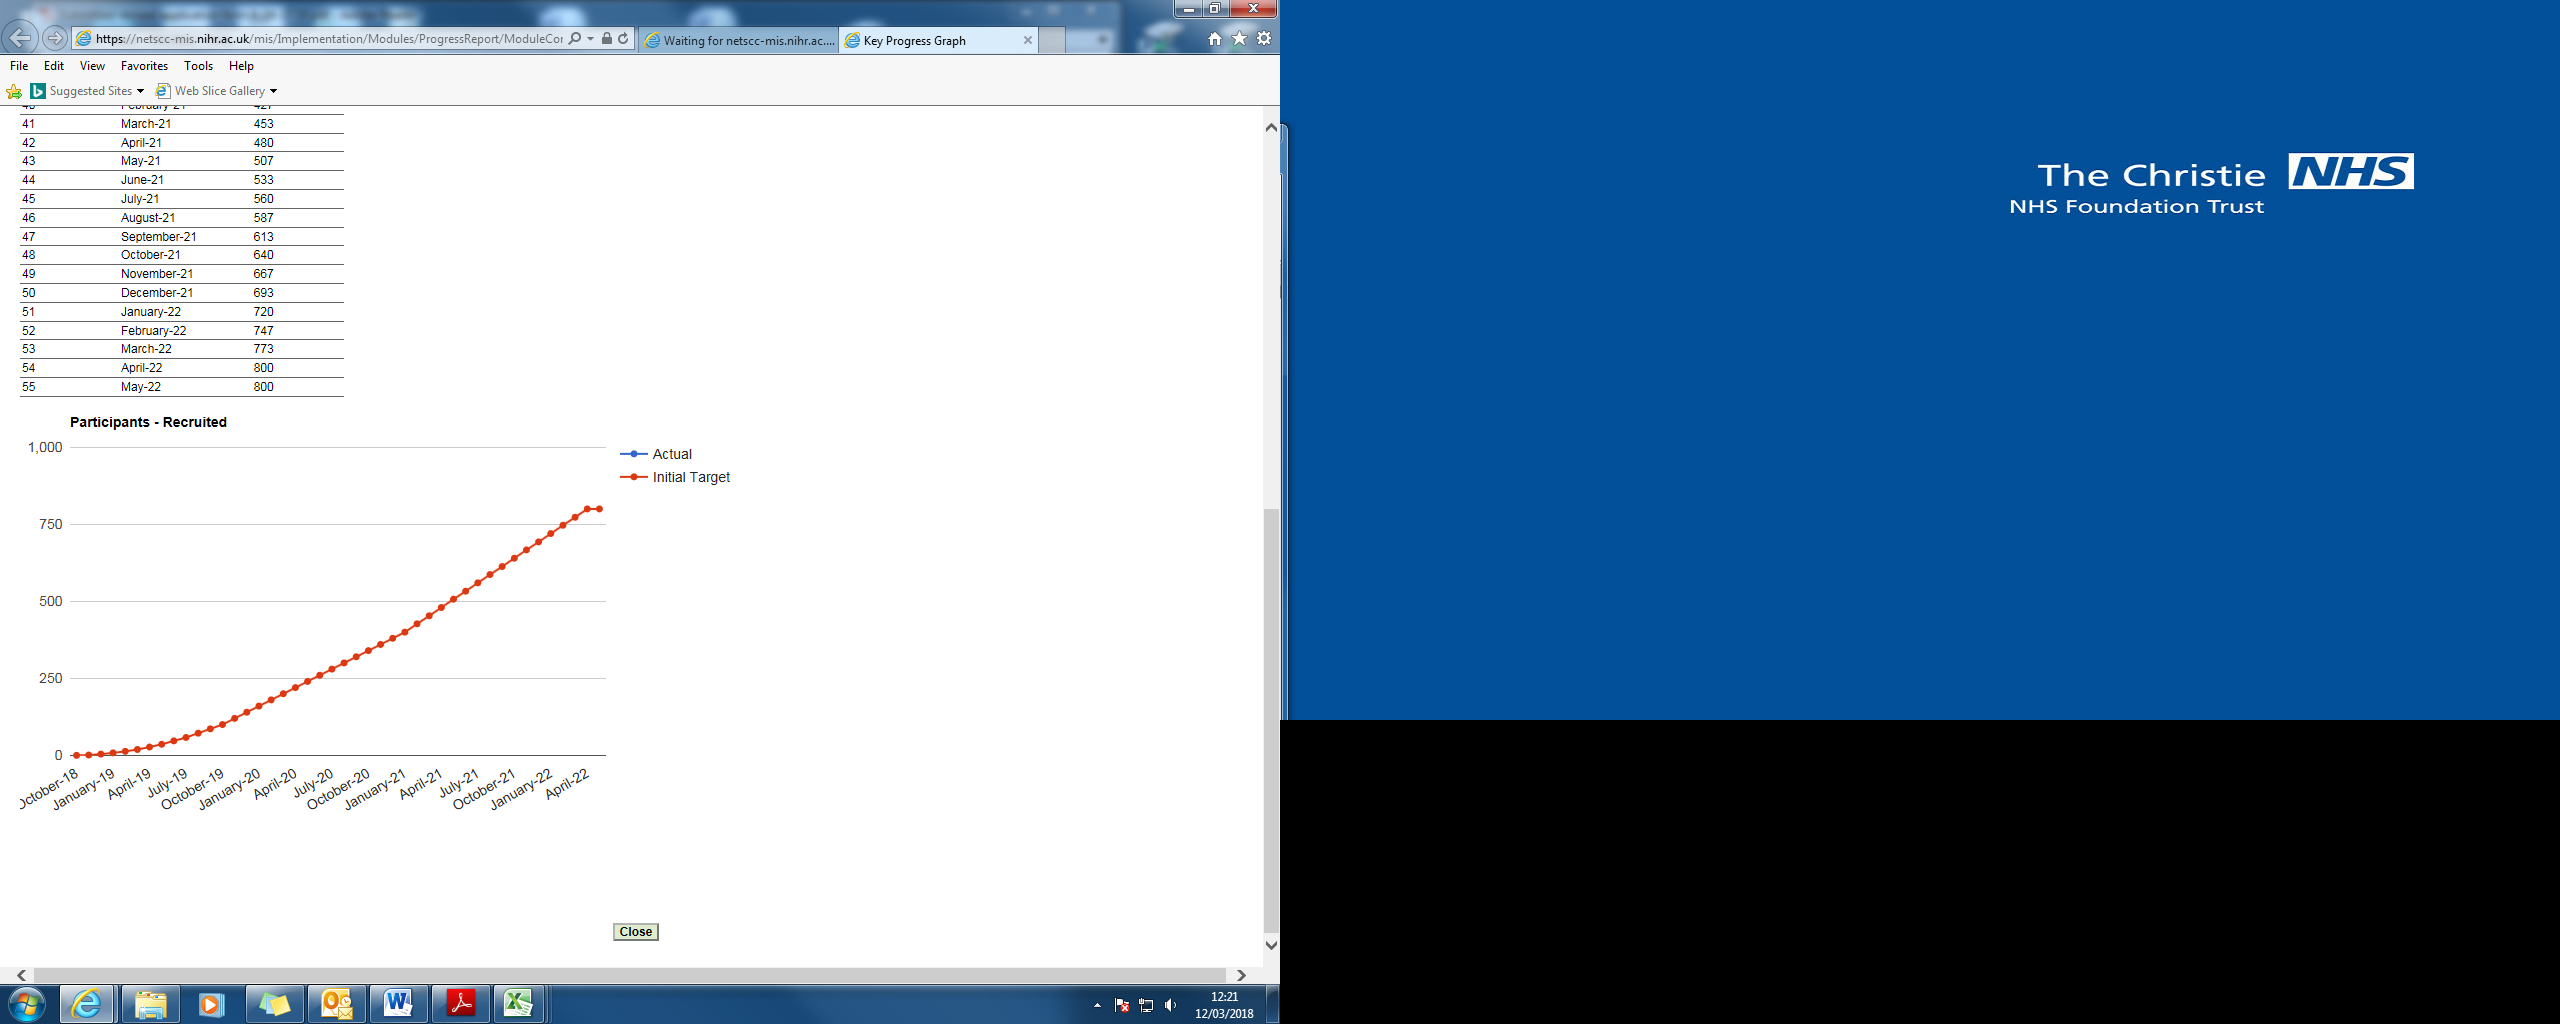 https://netscc-mis.nihr.ac.uk/mis/Implementation/Modules/ProgressReport/ModuleCor
Waiting for netscc-mis.nihr.ac....
Key Progress Graph
File Edit View Favorites Tools Help
Suggested Sites Web Slice Gallery
40 February-21 427
41 March-21 453
42 April-21 480
43 May-21 507
44 June-21 533
45 July-21 560
46 August-21 587
47 September-21 613
48 October-21 640
49 November-21 667
50 December-21 693
51 January-22 720
52 February-22 747
53 March-22 773
54 April-22 800
55 May-22 800
Participants - Recruited
1,000
750
500
250
0
Actual
Initial Target
October-18 January-19 April-19 July-19 October-19 January-20 April-20 July-20 October-20 January-21 April-21 July-21 October-21 January-22 April-22
Close
12:21
12/03/2018
The Christie NHS
NHS Foundation Trust